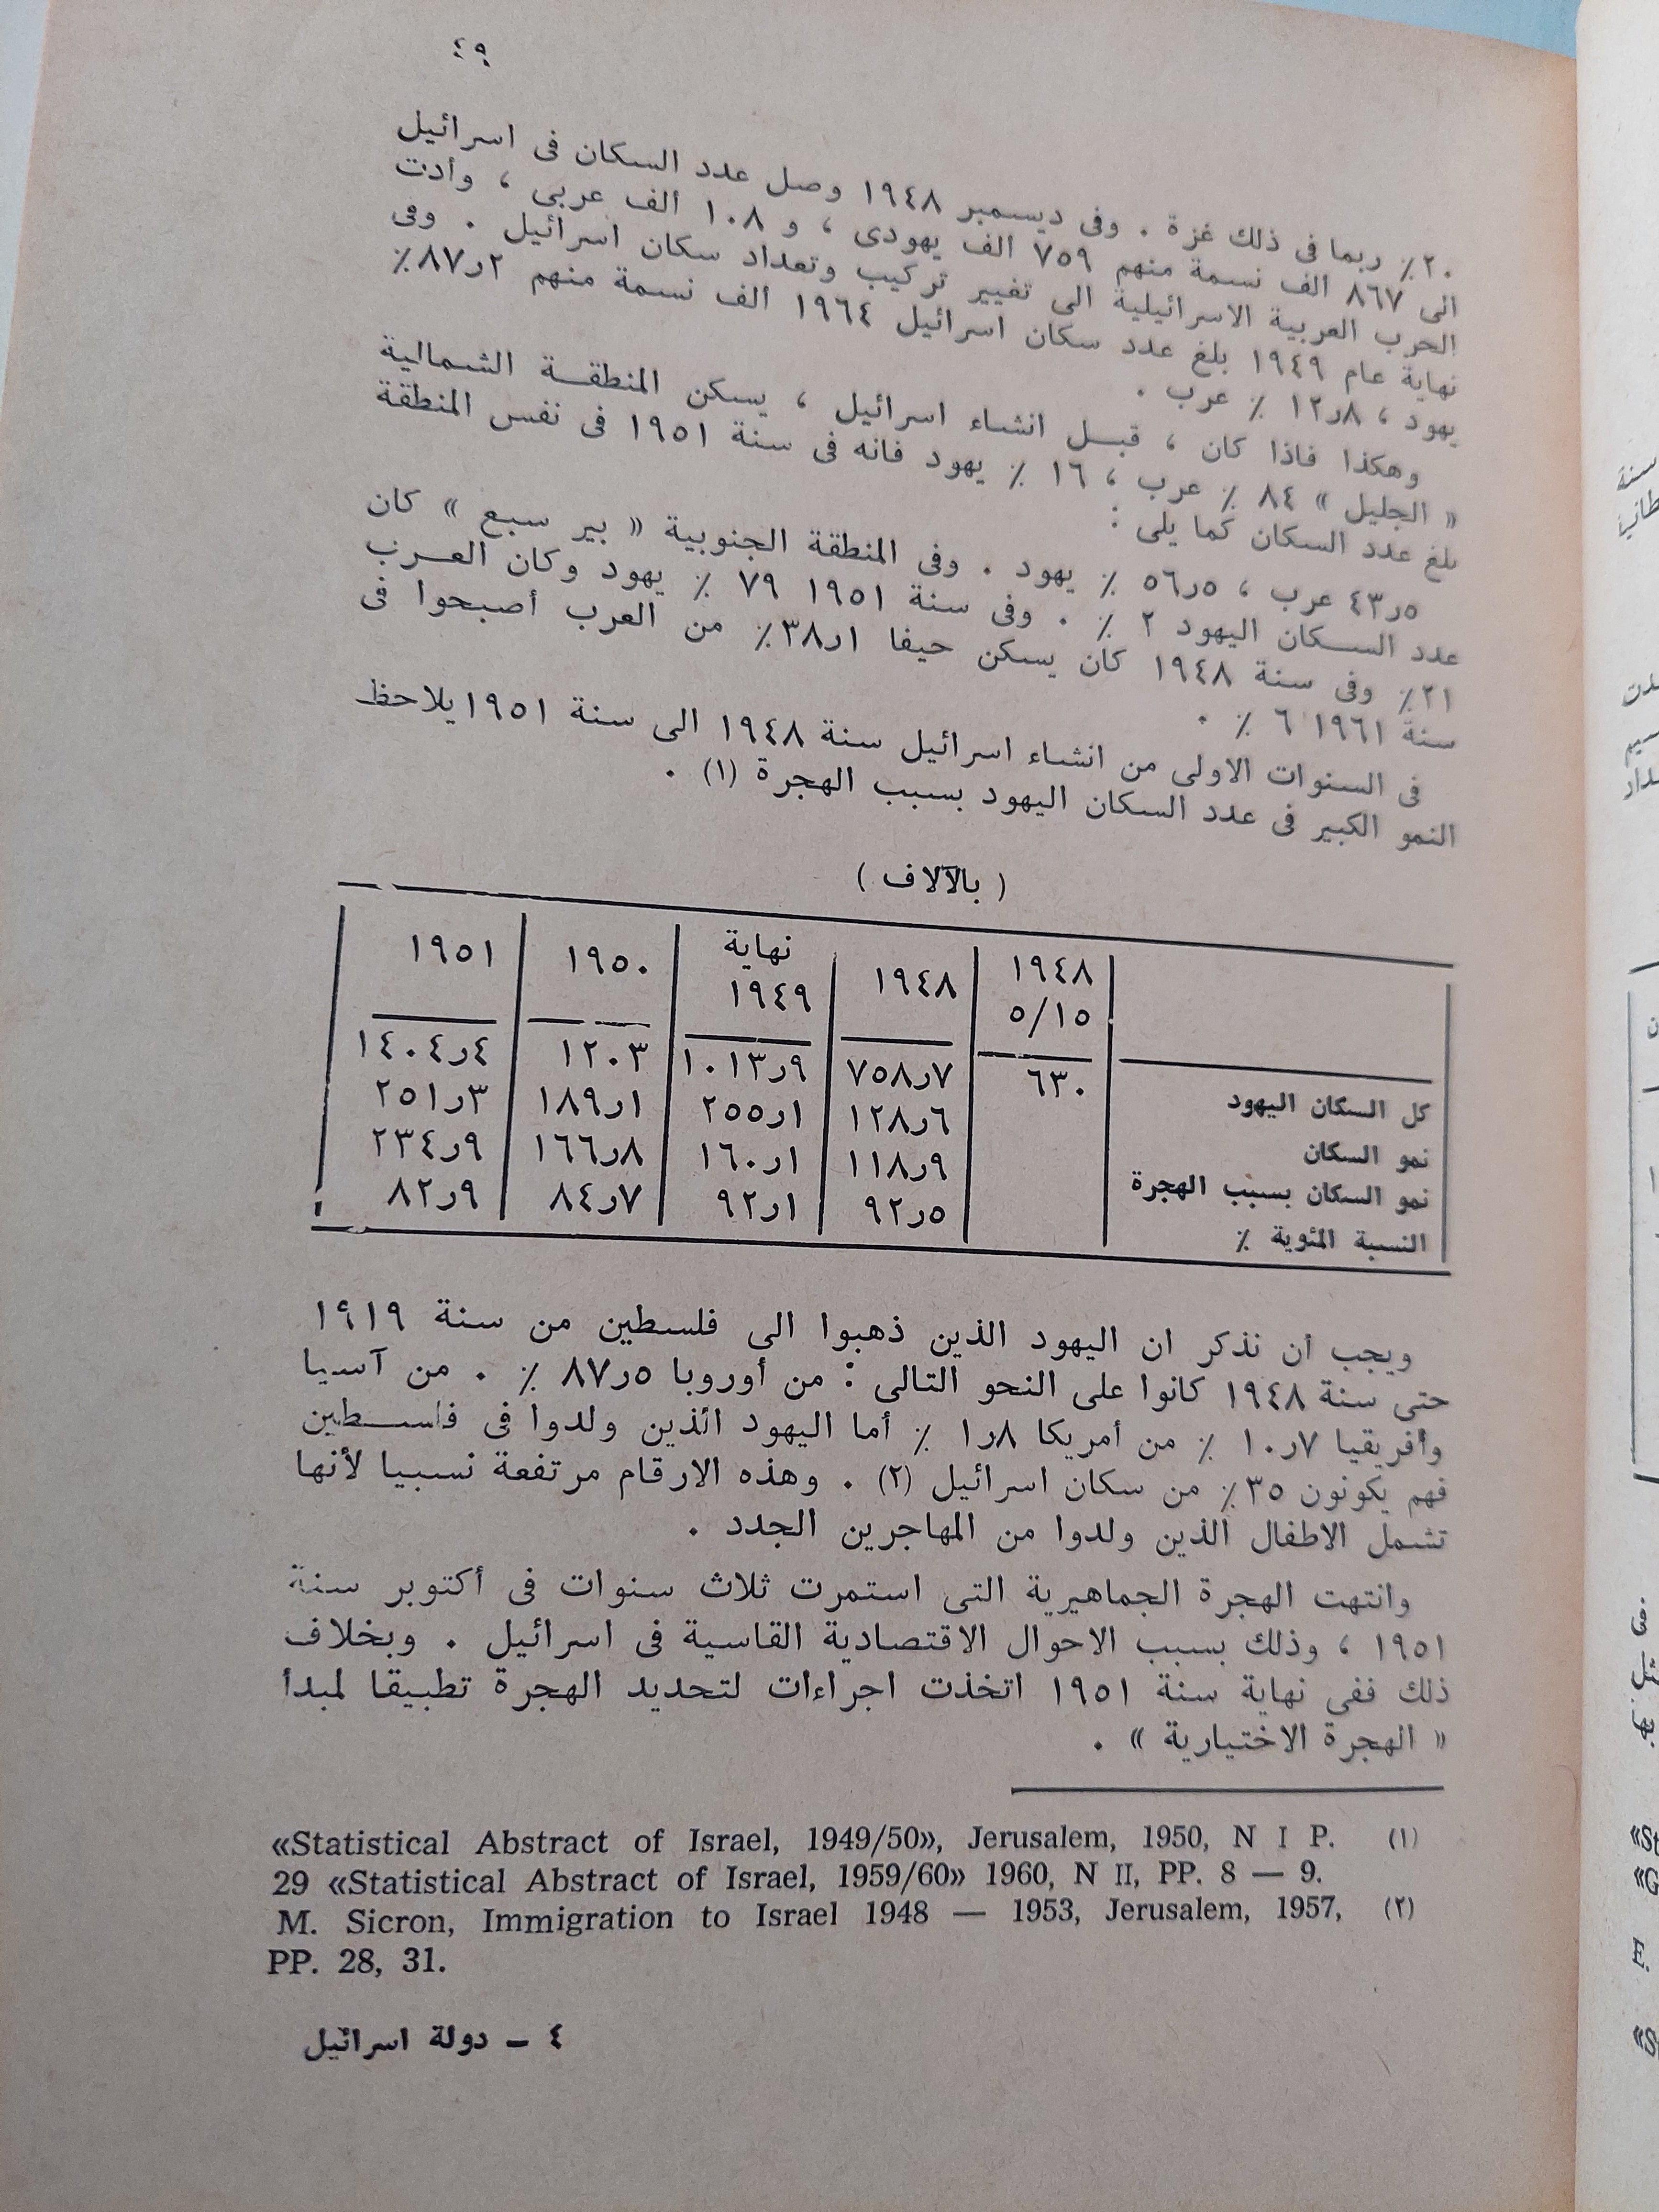 ٤٩
٢٠٪ ربما فى ذلك غزة . وفى ديسمبر ١٩٤٨ وصل عدد السكان فى اسرائيل
الى ٨٦٧ الف نسمة منهم ٧٥٩ الف يهودى ، و ١٠٨ الف عربى ، وأدت
الحرب العربية الاسرائيلية الى تغيير تركيب وتعداد سكان اسرائيل . وفى
نهاية عام ١٩٤٩ بلغ عدد سكان اسرائيل ١٩٦٤ الف نسمة منهم ٢ر٨٧٪
يهود ، ٨ر١٢ ٪ عرب .
وهكذا فاذا كان ، قبل انشاء اسرائيل ، يسكن المنطقة الشمالية
« الجليل » ٨٤ ٪ عرب ، ١٦ ٪ يهود فانه فى سنة ١٩٥١ فى نفس المنطقة
بلغ عدد السكان كما يلى :
٥ر٤٣ عرب ، ٥ر٥٦ ٪ يهود . وفى المنطقة الجنوبية « بير سبع » كان
عدد السكان اليهود ٢ ٪ . وفى سنة ١٩٥١ ٧٩ ٪ يهود وكان العرب
٢١٪ وفى سنة ١٩٤٨ كان يسكن حيفا ١ر٣٨٪ من العرب أصبحوا فى
سنة ١٩٦١ ٦ ٪ .
فى السنوات الاولى من انشاء اسرائيل سنة ١٩٤٨ الى سنة ١٩٥١ يلاحظ
النمو الكبير فى عدد السكان اليهود بسبب الهجرة (١) .
( بالآلاف )
١٩٤٨ ١٩٤٨ نهاية ١٩٥٠ ١٩٥١
٥/١٥ ١٩٤٩
كل السكان اليهود ٦٣٠ ٧ر٧٥٨ ٩ر١٠١٣ ١٢٠٣ ٤ر١٤٠٤
نمو السكان ٦ر١٢٨ ١ر٢٥٥ ١ر١٨٩ ٣ر٢٥١
نمو السكان بسبب الهجرة ٩ر١١٨ ١ر١٦٠ ٨ر١٦٦ ٩ر٢٣٤
النسبة المئوية ٪ ٥ر٩٢ ١ر٩٢ ٧ر٨٤ ٩ر٨٢
ويجب أن نذكر ان اليهود الذين ذهبوا الى فلسطين من سنة ١٩١٩
حتى سنة ١٩٤٨ كانوا على النحو التالى : من أوروبا ٥ر٨٧ ٪ . من آسيا
وأفريقيا ٧ر١٠ ٪ من أمريكا ٨ر١ ٪ أما اليهود الذين ولدوا فى فلسطين
فهم يكونون ٣٥٪ من سكان اسرائيل (٢) . وهذه الارقام مرتفعة نسبيا لأنها
تشمل الاطفال الذين ولدوا من المهاجرين الجدد .
وانتهت الهجرة الجماهيرية التى استمرت ثلاث سنوات فى أكتوبر سنة
١٩٥١ ، وذلك بسبب الاحوال الاقتصادية القاسية فى اسرائيل . وبخلاف
ذلك ففى نهاية سنة ١٩٥١ اتخذت اجراءات لتحديد الهجرة تطبيقا لمبدأ
« الهجرة الاختيارية » .
(١) «Statistical Abstract of Israel, 1949/50», Jerusalem, 1950, N I P.
29 «Statistical Abstract of Israel, 1959/60» 1960, N II, PP. 8 — 9.
(٢) M. Sicron, Immigration to Israel 1948 — 1953, Jerusalem, 1957,
PP. 28, 31.
٤ – دولة اسرائيل